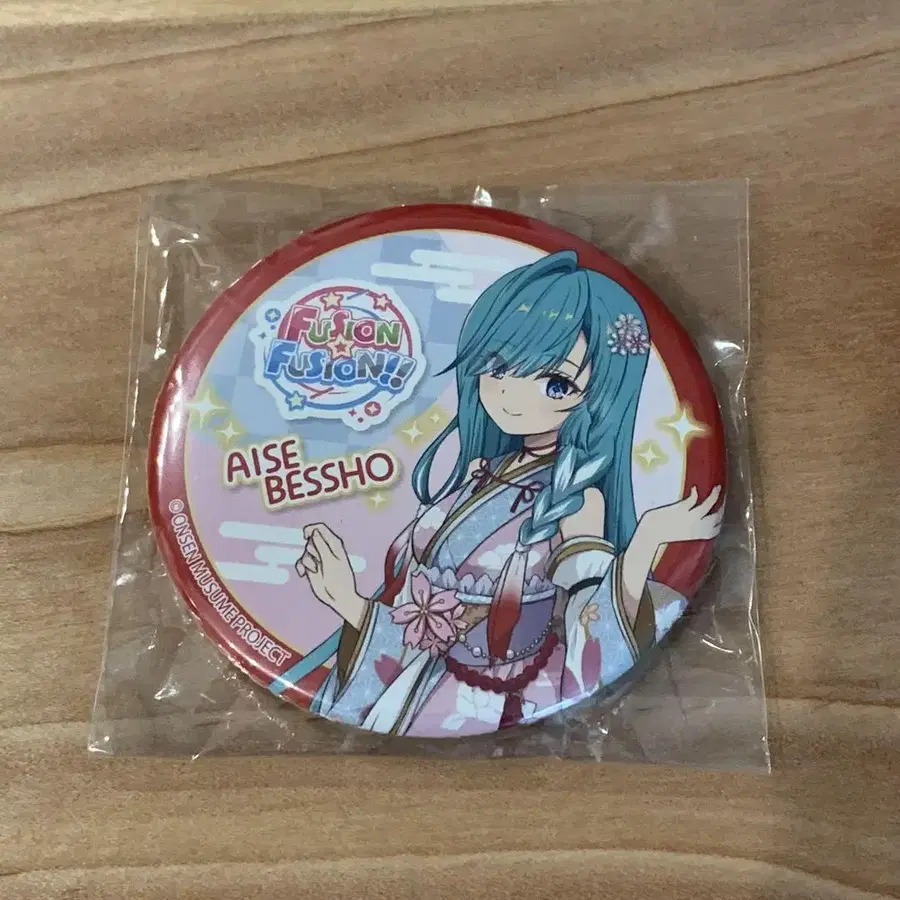 FUSION
FUSION!!
AISE
BESSHO
©ONSEN MUSUME PROJECT